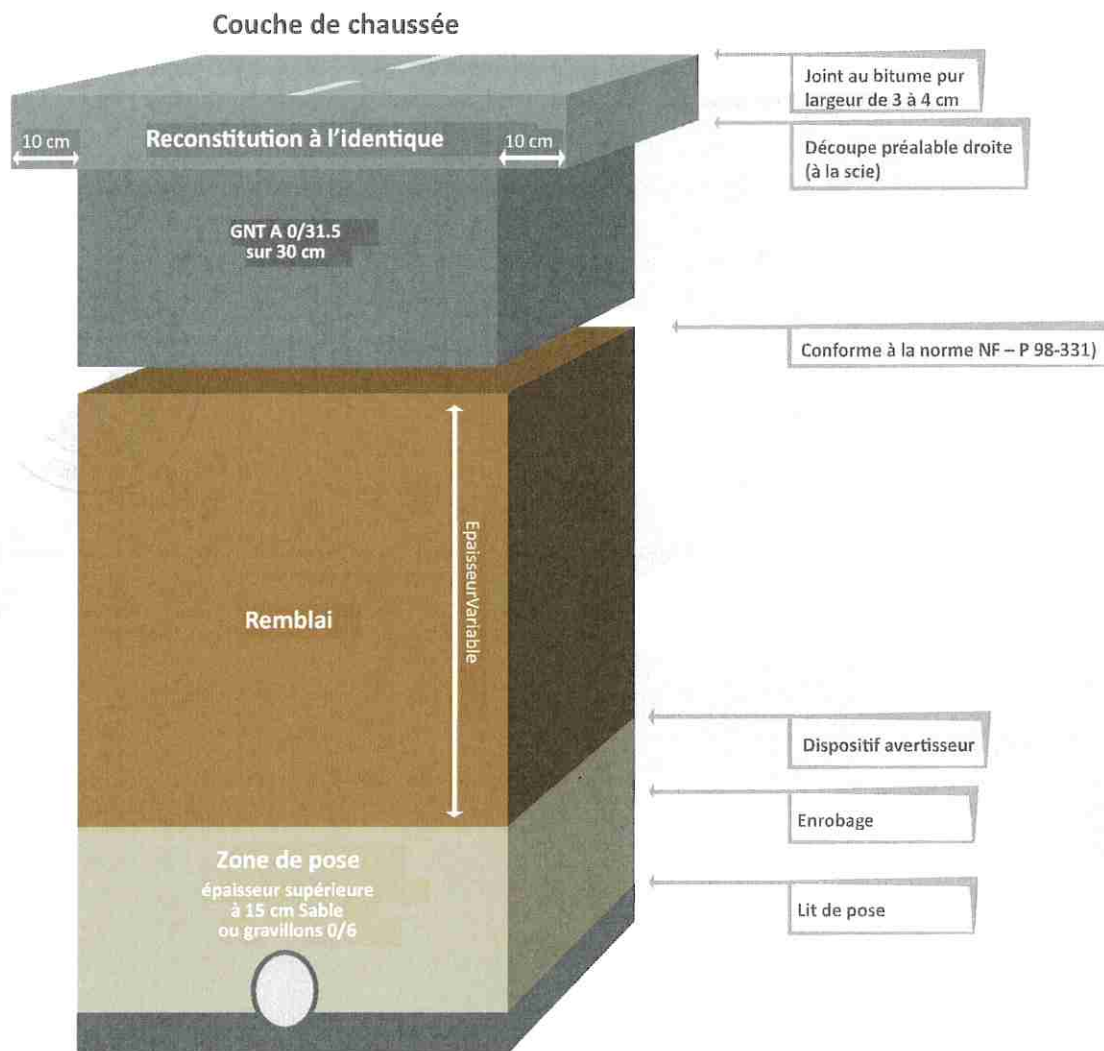 Couche de chaussée
Joint au bitume pur
largeur de 3 à 4 cm
10 cm
Reconstitution à l'identique
10 cm
Découpe préalable droite
(à la scie)
GNT A 0/31.5
sur 30 cm
Conforme à la norme NF – P 98-331)
EpaisseurVariable
Remblai
Dispositif avertisseur
Enrobage
Zone de pose
épaisseur supérieure
à 15 cm Sable
ou gravillons 0/6
Lit de pose